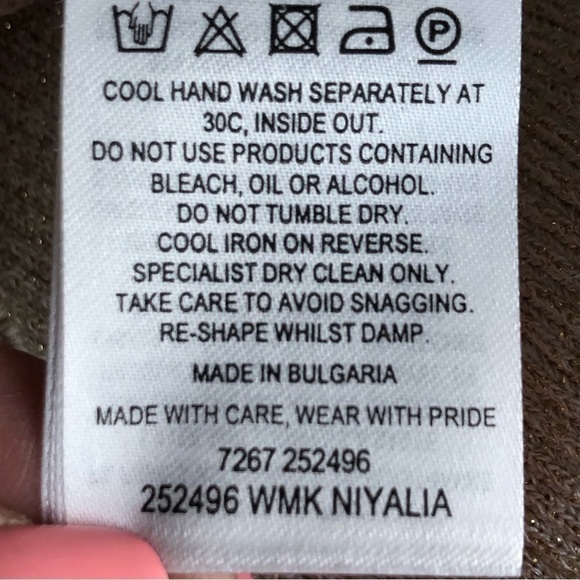 P
COOL HAND WASH SEPARATELY AT
30C, INSIDE OUT.
DO NOT USE PRODUCTS CONTAINING
BLEACH, OIL OR ALCOHOL.
DO NOT TUMBLE DRY.
COOL IRON ON REVERSE.
SPECIALIST DRY CLEAN ONLY.
TAKE CARE TO AVOID SNAGGING.
RE-SHAPE WHILST DAMP.
MADE IN BULGARIA
MADE WITH CARE, WEAR WITH PRIDE
7267 252496
252496 WMK NIYALIA